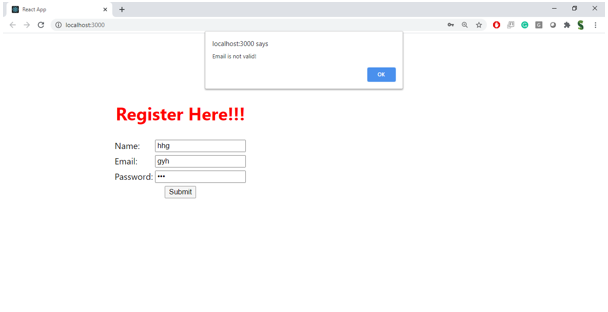 React App
localhost:3000
localhost:3000 says
Email is not valid!
OK
Register Here!!!
Name: hhg
Email: gyh
Password: •••
Submit